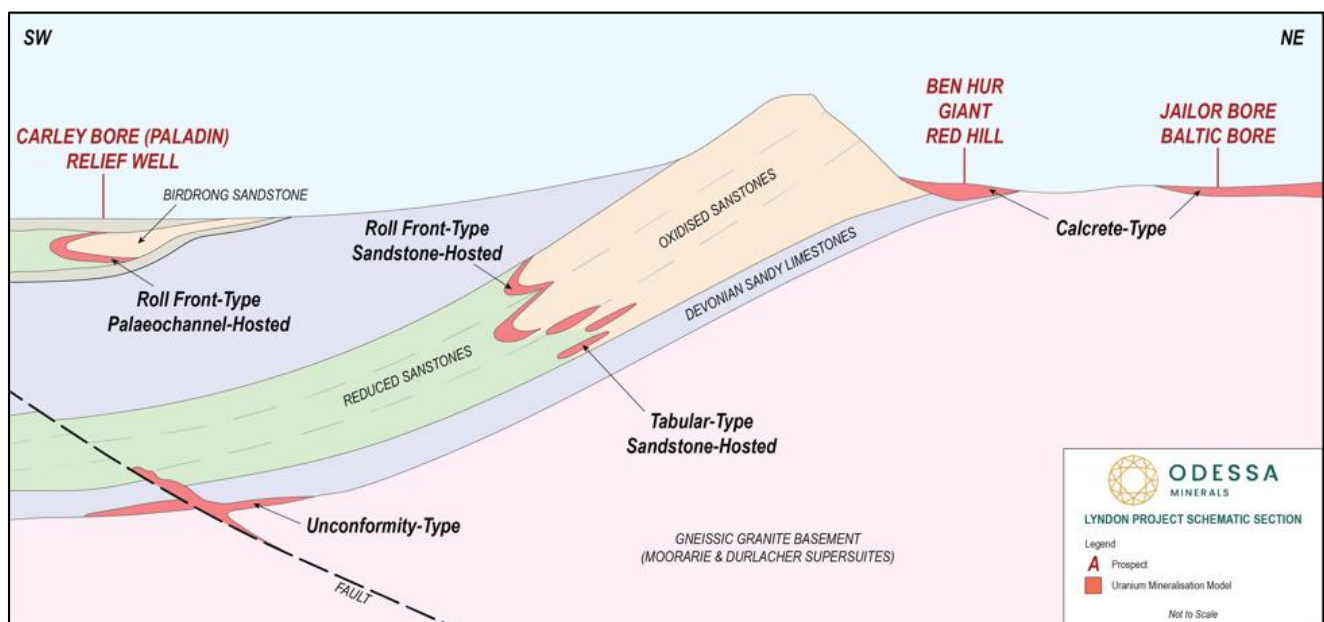 SW
NE
CARLEY BORE (PALADIN)
RELIEF WELL
BIRDRONG SANDSTONE
Roll Front-Type
Palaeochannel-Hosted
Roll Front-Type
Sandstone-Hosted
OXIDISED SANSTONES
BEN HUR
GIANT
RED HILL
JAILOR BORE
BALTIC BORE
Calcrete-Type
DEVONIAN SANDY LIMESTONES
REDUCED SANSTONES
Tabular-Type
Sandstone-Hosted
Unconformity-Type
GNEISSIC GRANITE BASEMENT
(MOORARIE & DURLACHER SUPERSUITES)
FAULT
ODESSA
MINERALS
LYNDON PROJECT SCHEMATIC SECTION
Legend
A Prospect
Uranium Mineralisation Model
Not to Scale